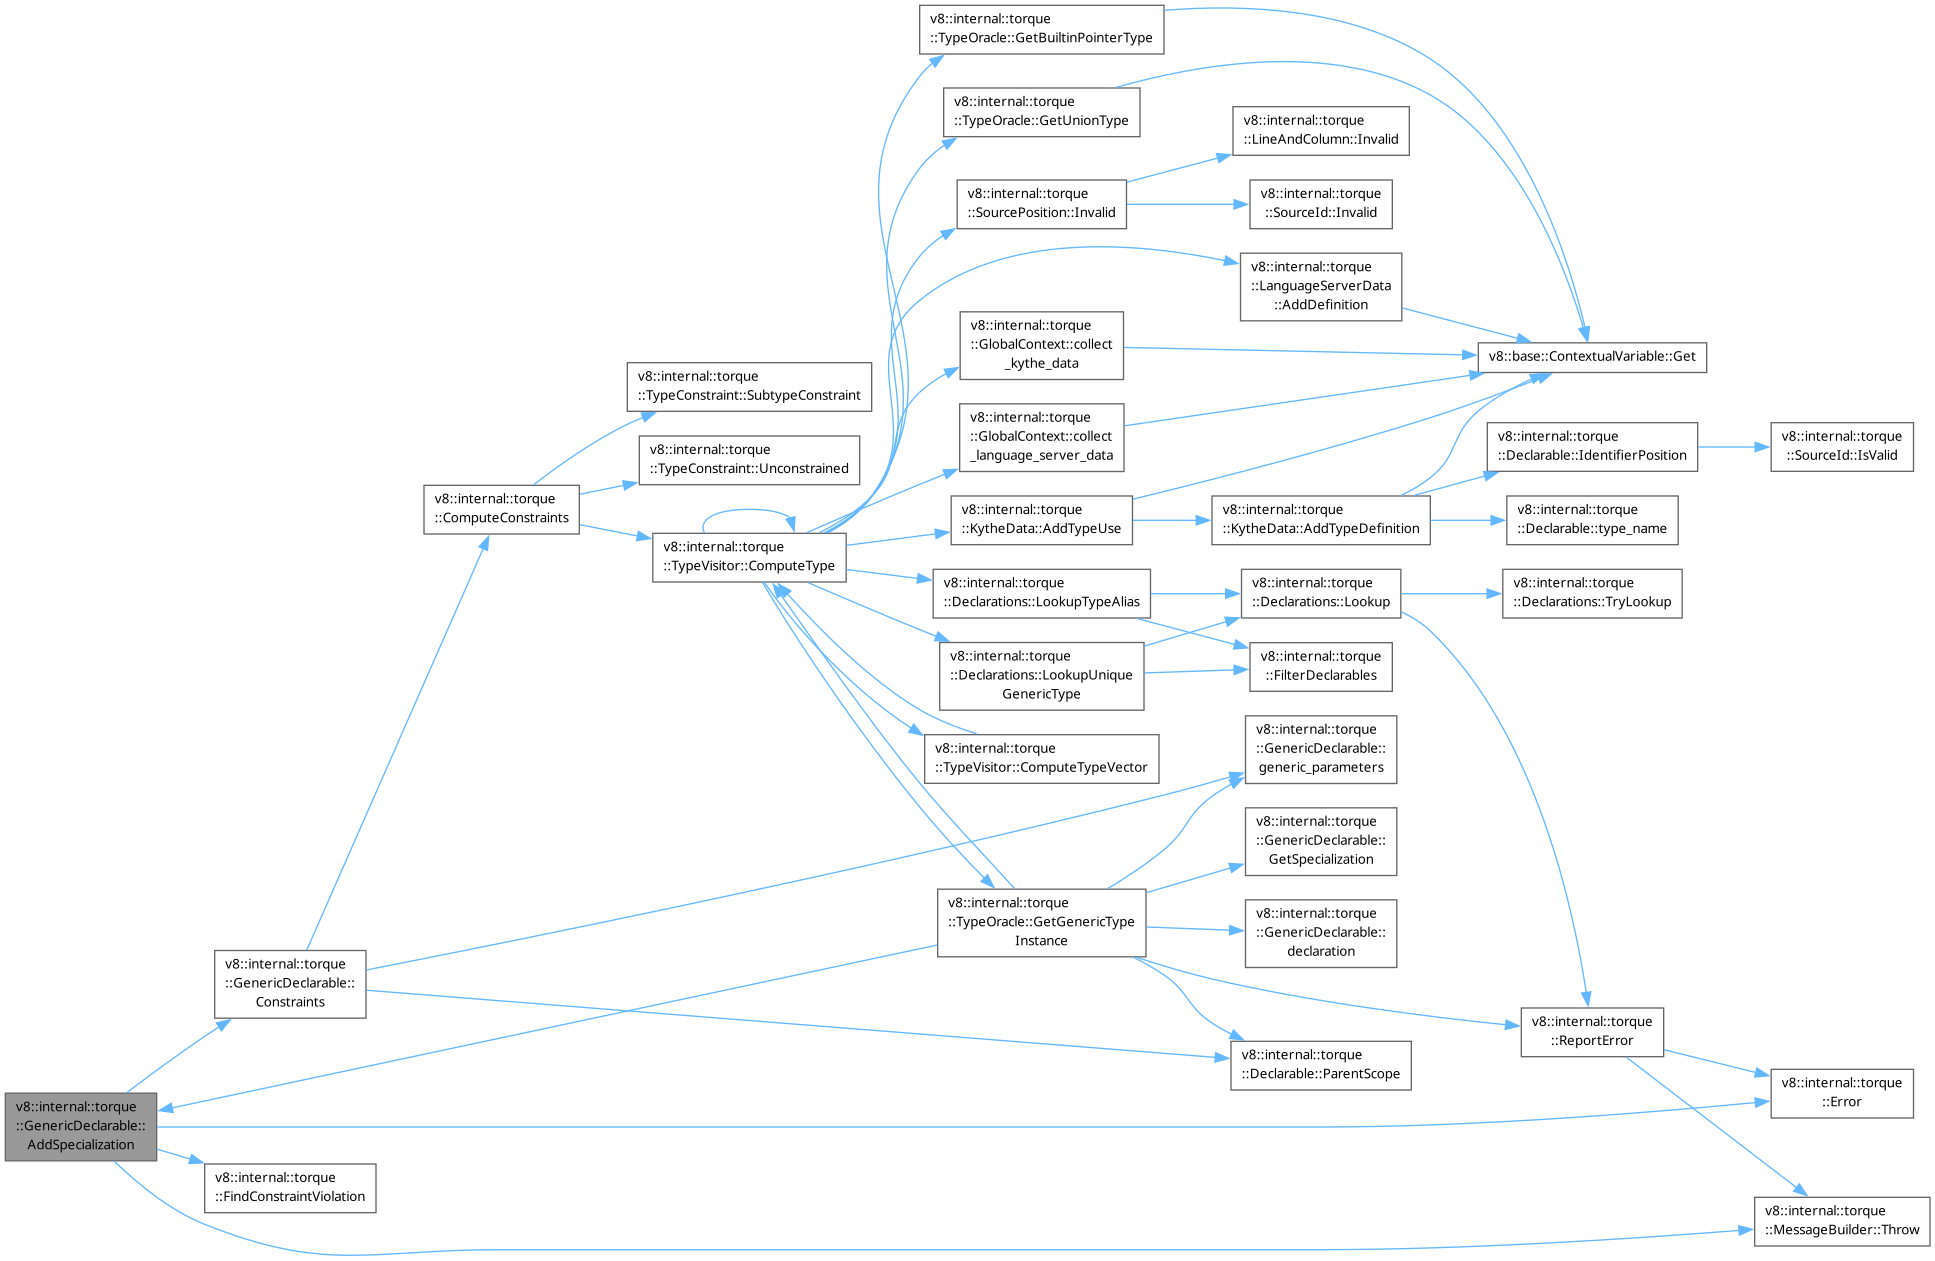 v8::internal::torque
::TypeOracle::GetBuiltinPointerType
v8::internal::torque
::TypeOracle::GetUnionType
v8::internal::torque
::LineAndColumn::Invalid
v8::internal::torque
::SourcePosition::Invalid
v8::internal::torque
::SourceId::Invalid
v8::internal::torque
::LanguageServerData
::AddDefinition
v8::internal::torque
::GlobalContext::collect
_kythe_data
v8::base::ContextualVariable::Get
v8::internal::torque
::TypeConstraint::SubtypeConstraint
v8::internal::torque
::GlobalContext::collect
_language_server_data
v8::internal::torque
::Declarable::IdentifierPosition
v8::internal::torque
::SourceId::IsValid
v8::internal::torque
::TypeConstraint::Unconstrained
v8::internal::torque
::ComputeConstraints
v8::internal::torque
::KytheData::AddTypeUse
v8::internal::torque
::KytheData::AddTypeDefinition
v8::internal::torque
::Declarable::type_name
v8::internal::torque
::TypeVisitor::ComputeType
v8::internal::torque
::Declarations::LookupTypeAlias
v8::internal::torque
::Declarations::Lookup
v8::internal::torque
::Declarations::TryLookup
v8::internal::torque
::Declarations::LookupUnique
GenericType
v8::internal::torque
::FilterDeclarables
v8::internal::torque
::TypeVisitor::ComputeTypeVector
v8::internal::torque
::GenericDeclarable::
generic_parameters
v8::internal::torque
::GenericDeclarable::
GetSpecialization
v8::internal::torque
::TypeOracle::GetGenericType
Instance
v8::internal::torque
::GenericDeclarable::
declaration
v8::internal::torque
::GenericDeclarable::
Constraints
v8::internal::torque
::ReportError
v8::internal::torque
::Declarable::ParentScope
v8::internal::torque
::Error
v8::internal::torque
::GenericDeclarable::
AddSpecialization
v8::internal::torque
::FindConstraintViolation
v8::internal::torque
::MessageBuilder::Throw